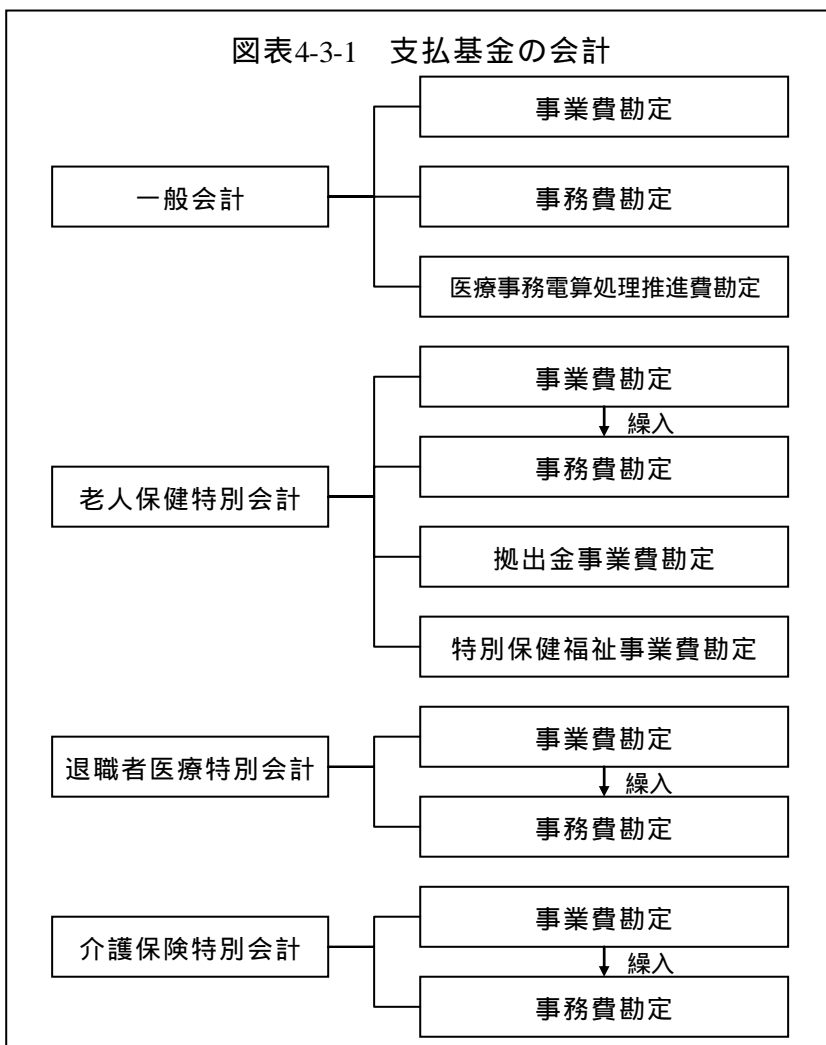 図表4-3-1　支払基金の会計
一般会計
事業費勘定
事務費勘定
医療事務電算処理推進費勘定
老人保健特別会計
事業費勘定
繰入
事務費勘定
拠出金事業費勘定
特別保健福祉事業費勘定
退職者医療特別会計
事業費勘定
繰入
事務費勘定
介護保険特別会計
事業費勘定
繰入
事務費勘定